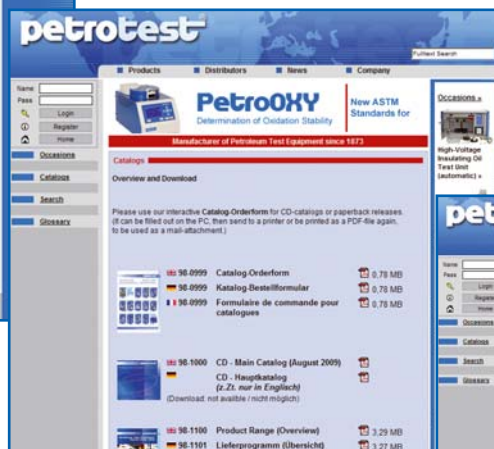 petrotest
Fulltext Search
Products Distributors News Company
Name
Pass
Login
Register
Home
Occasions
Catalogs
Search
Glossary
PetroOXY
Determination of Oxidation Stability
New ASTM
Standards for
Manufacturer of Petroleum Test Equipment since 1873
Catalogs
Overview and Download
Please use our interactive Catalog-Orderform for CD-catalogs or paperback releases.
(it can be filled out on the PC, then send to a printer or be printed as a PDF-file again,
to be used as a mail-attachment.)
98-0999 Catalog-Orderform 0,78 MB
98-0999 Katalog-Bestellformular 0,78 MB
98-0999 Formulaire de commande pour 0,78 MB
catalogues
98-1000 CD - Main Catalog (August 2009)
CD - Hauptkatalog
(z.Zt. nur in Englisch)
(Download: not availble / nicht möglich)
98-1100 Product Range (Overview) 3,29 MB
98-1101 Lieferprogramm (Übersicht) 3,27 MB
Occasions »
High-Voltage
Insulating Oil
Test Unit
(automatic) »
pet
Name
Pass
Login
Register
Home
Occasions
Catalogs
Search
Glossary